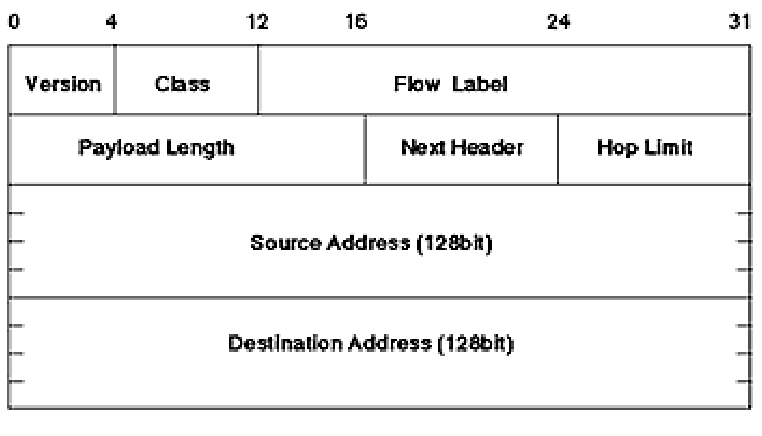 0 4 12 16 24 31
Version Class Flow Label
Payload Length Next Header Hop Limit
Source Address (128bit)
Destination Address (128bit)